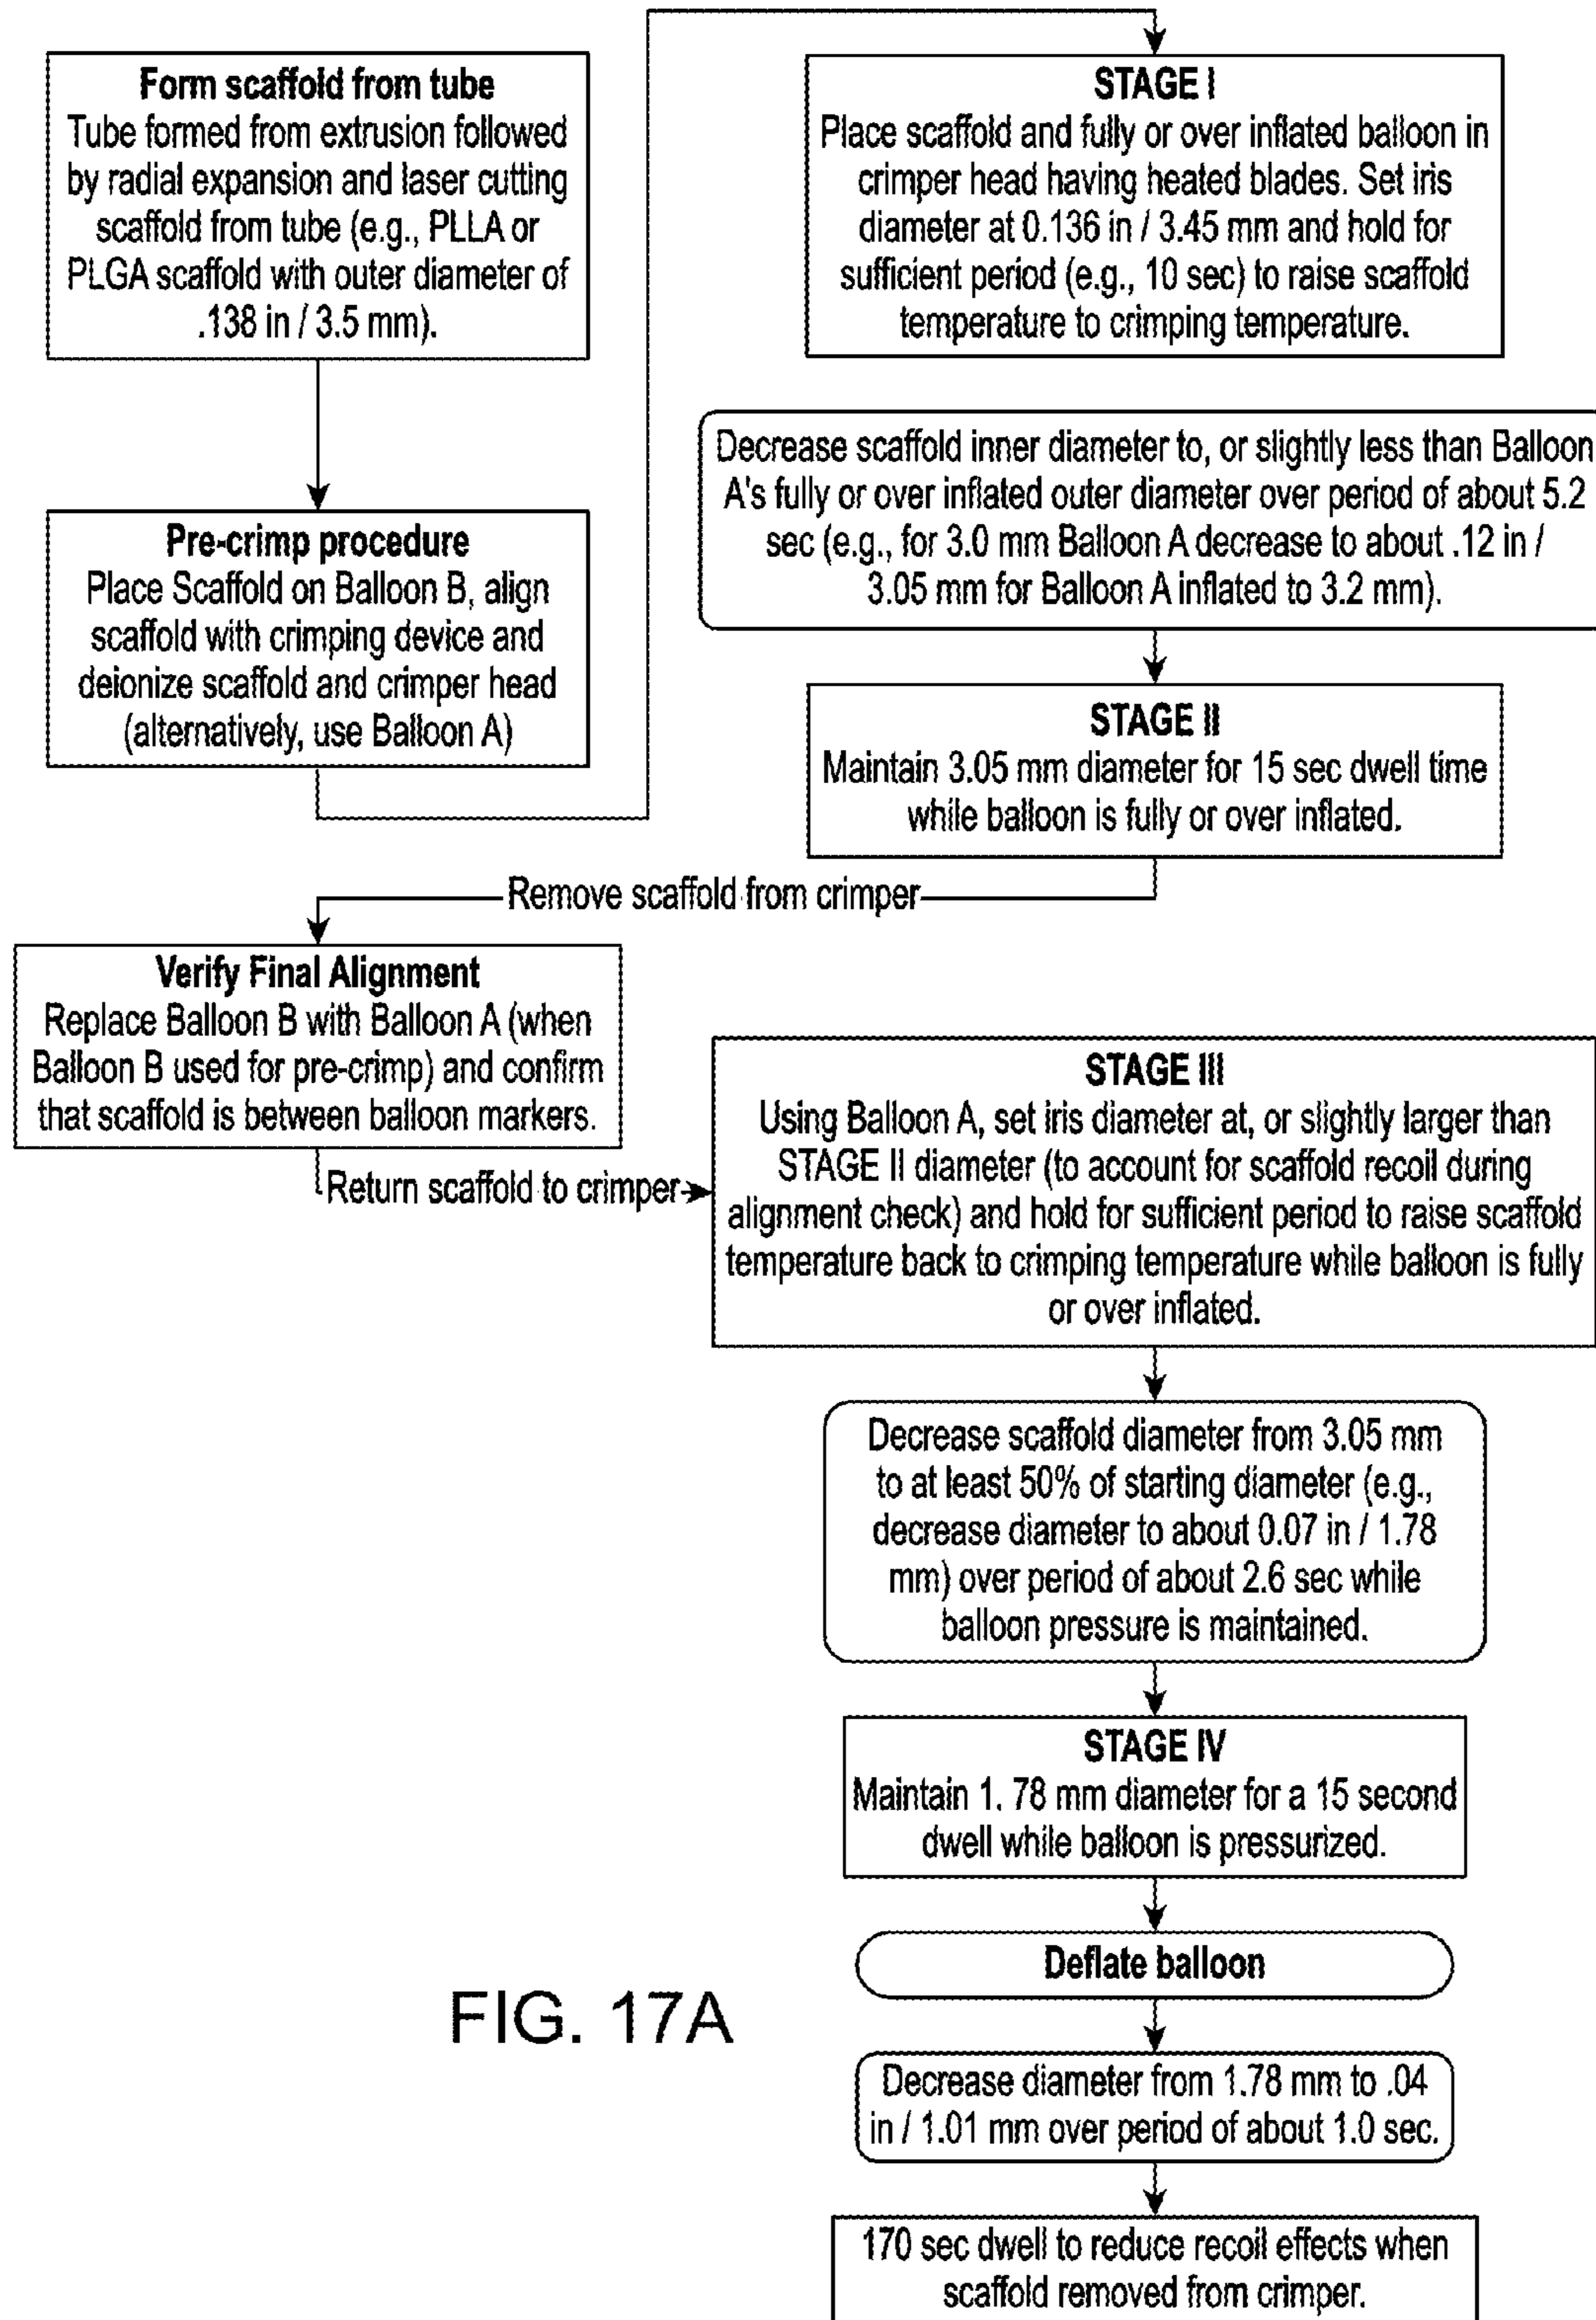 Form scaffold from tube
Tube formed from extrusion followed
by radial expansion and laser cutting
scaffold from tube (e.g., PLLA or
PLGA scaffold with outer diameter of
.138 in / 3.5 mm).
Pre-crimp procedure
Place Scaffold on Balloon B, align
scaffold with crimping device and
deionize scaffold and crimper head
(alternatively, use Balloon A)
STAGE I
Place scaffold and fully or over inflated balloon in
crimper head having heated blades. Set iris
diameter at 0.136 in / 3.45 mm and hold for
sufficient period (e.g., 10 sec) to raise scaffold
temperature to crimping temperature.
Decrease scaffold inner diameter to, or slightly less than Balloon
A's fully or over inflated outer diameter over period of about 5.2
sec (e.g., for 3.0 mm Balloon A decrease to about .12 in /
3.05 mm for Balloon A inflated to 3.2 mm).
STAGE II
Maintain 3.05 mm diameter for 15 sec dwell time
while balloon is fully or over inflated.
Remove scaffold from crimper
Verify Final Alignment
Replace Balloon B with Balloon A (when
Balloon B used for pre-crimp) and confirm
that scaffold is between balloon markers.
Return scaffold to crimper
STAGE III
Using Balloon A, set iris diameter at, or slightly larger than
STAGE II diameter (to account for scaffold recoil during
alignment check) and hold for sufficient period to raise scaffold
temperature back to crimping temperature while balloon is fully
or over inflated.
Decrease scaffold diameter from 3.05 mm
to at least 50% of starting diameter (e.g.,
decrease diameter to about 0.07 in / 1.78
mm) over period of about 2.6 sec while
balloon pressure is maintained.
STAGE IV
Maintain 1. 78 mm diameter for a 15 second
dwell while balloon is pressurized.
Deflate balloon
Decrease diameter from 1.78 mm to .04
in / 1.01 mm over period of about 1.0 sec.
170 sec dwell to reduce recoil effects when
scaffold removed from crimper.
FIG. 17A